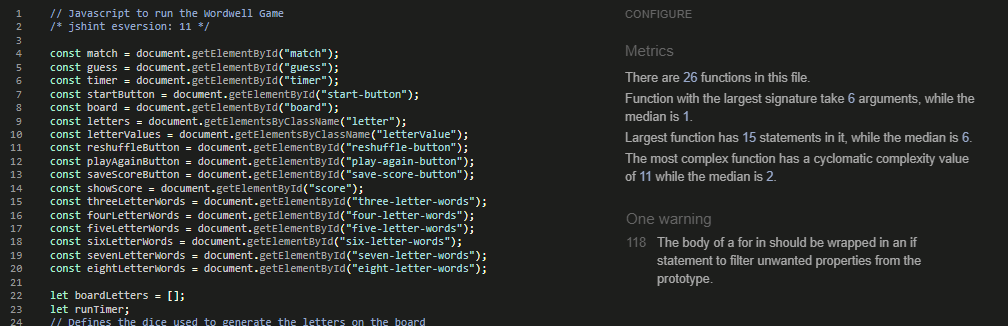 1 // Javascript to run the Wordwell Game
2 /* jshint esversion: 11 */
3
4 const match = document.getElementById("match");
5 const guess = document.getElementById("guess");
6 const timer = document.getElementById("timer");
7 const startButton = document.getElementById("start-button");
8 const board = document.getElementById("board");
9 const letters = document.getElementsByClassName("letter");
10 const letterValues = document.getElementsByClassName("letterValue");
11 const reshuffleButton = document.getElementById("reshuffle-button");
12 const playAgainButton = document.getElementById("play-again-button");
13 const saveScoreButton = document.getElementById("save-score-button");
14 const showScore = document.getElementById("score");
15 const threeLetterWords = document.getElementById("three-letter-words");
16 const fourLetterWords = document.getElementById("four-letter-words");
17 const fiveLetterWords = document.getElementById("five-letter-words");
18 const sixLetterWords = document.getElementById("six-letter-words");
19 const sevenLetterWords = document.getElementById("seven-letter-words");
20 const eightLetterWords = document.getElementById("eight-letter-words");
21
22 let boardLetters = [];
23 let runTimer;
24 // Defines the dice used to generate the letters on the board
CONFIGURE
Metrics
There are 26 functions in this file.
Function with the largest signature take 6 arguments, while the
median is 1.
Largest function has 15 statements in it, while the median is 6.
The most complex function has a cyclomatic complexity value
of 11 while the median is 2.
One warning
118 The body of a for in should be wrapped in an if
statement to filter unwanted properties from the
prototype.